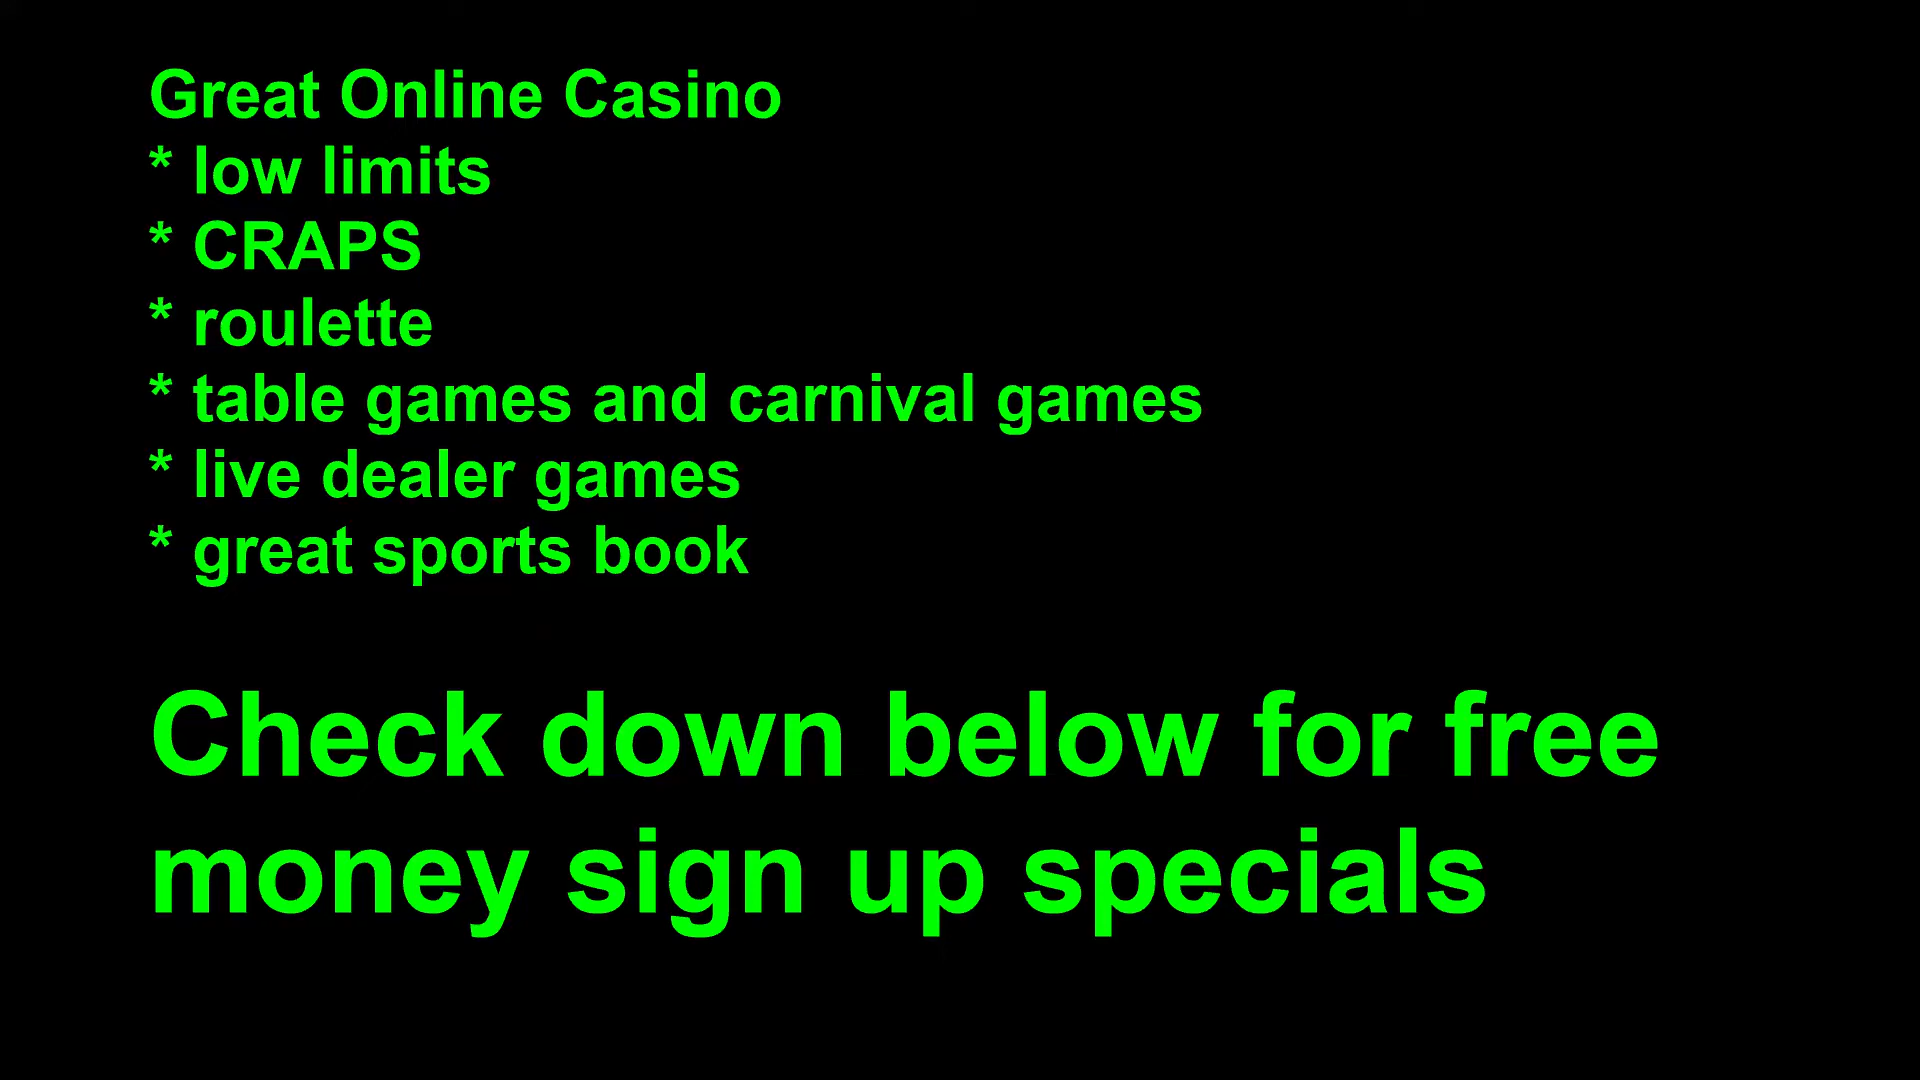 Great Online Casino
* low limits
* CRAPS
* roulette
* table games and carnival games
* live dealer games
* great sports book
Check down below for free
money sign up specials